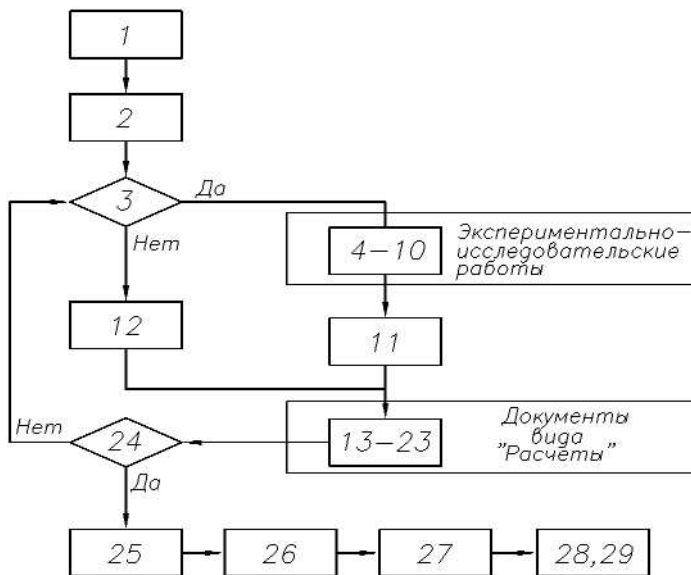 1
2
3
Да
Нет
4-10
Экспериментально-
исследовательские
работы
12
11
Нет
24
Да
13-23
Документы
вида
"Расчеты"
25
26
27
28,29